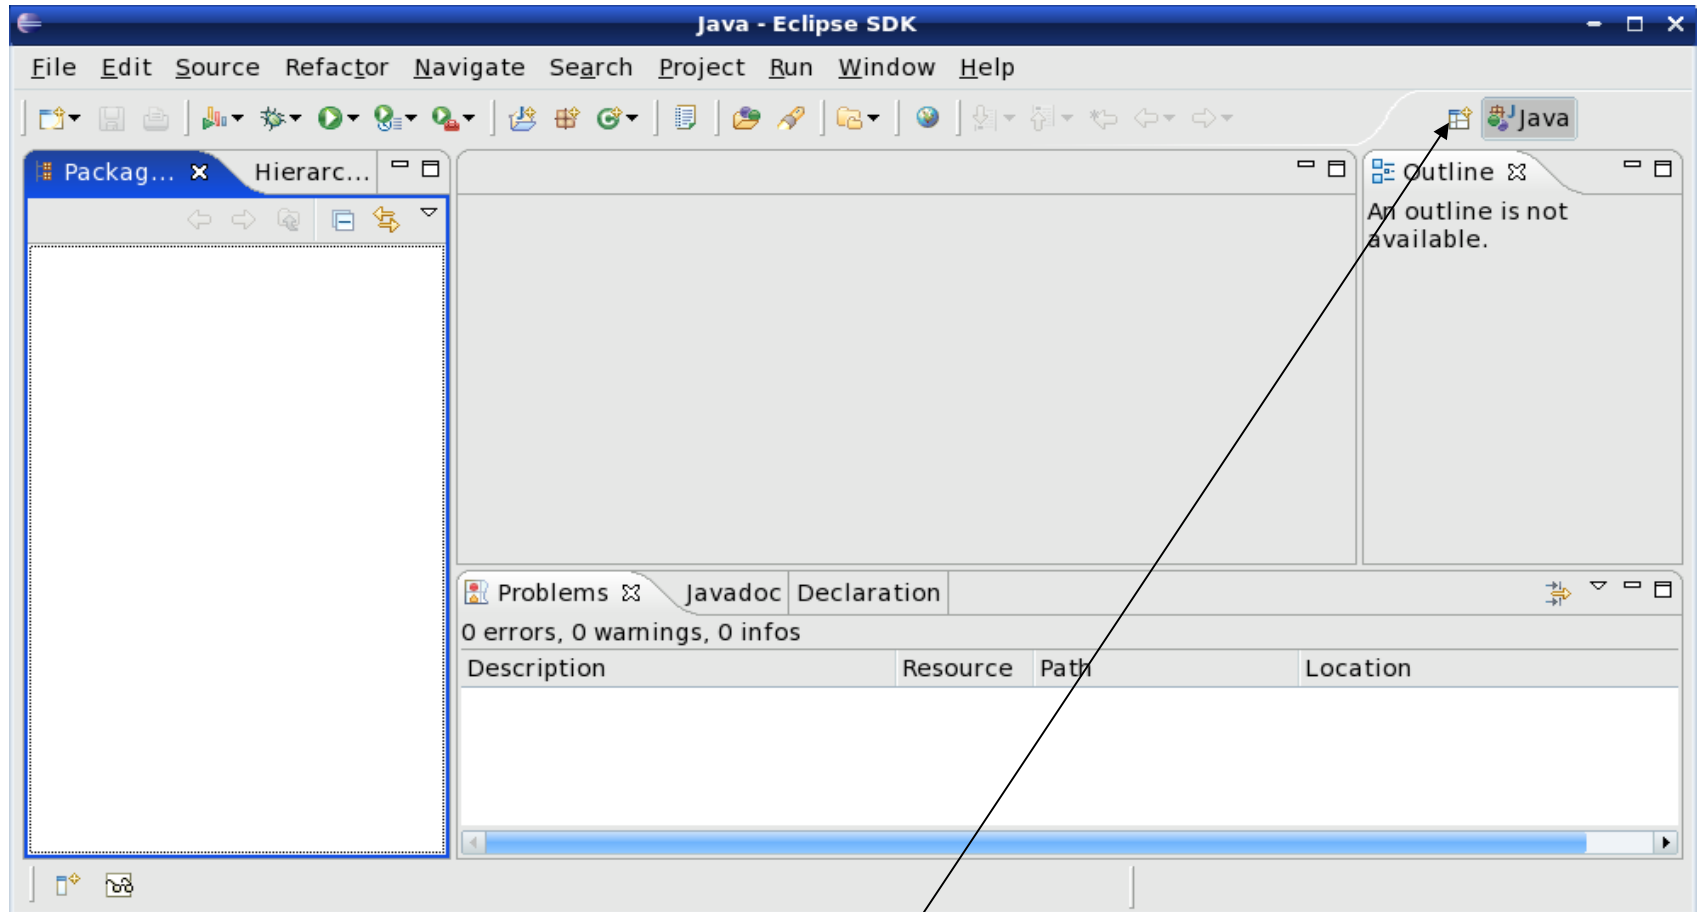 Java - Eclipse SDK
File Edit Source Refactor Navigate Search Project Run Window Help
Java
Packag... Hierarc...
Outline
An outline is not
available.
Problems Javadoc Declaration
0 errors, 0 warnings, 0 infos
Description Resource Path Location